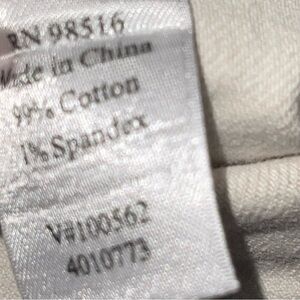 RN 98516
Made in China
99% Cotton
1% Spandex
V#100562
4010773